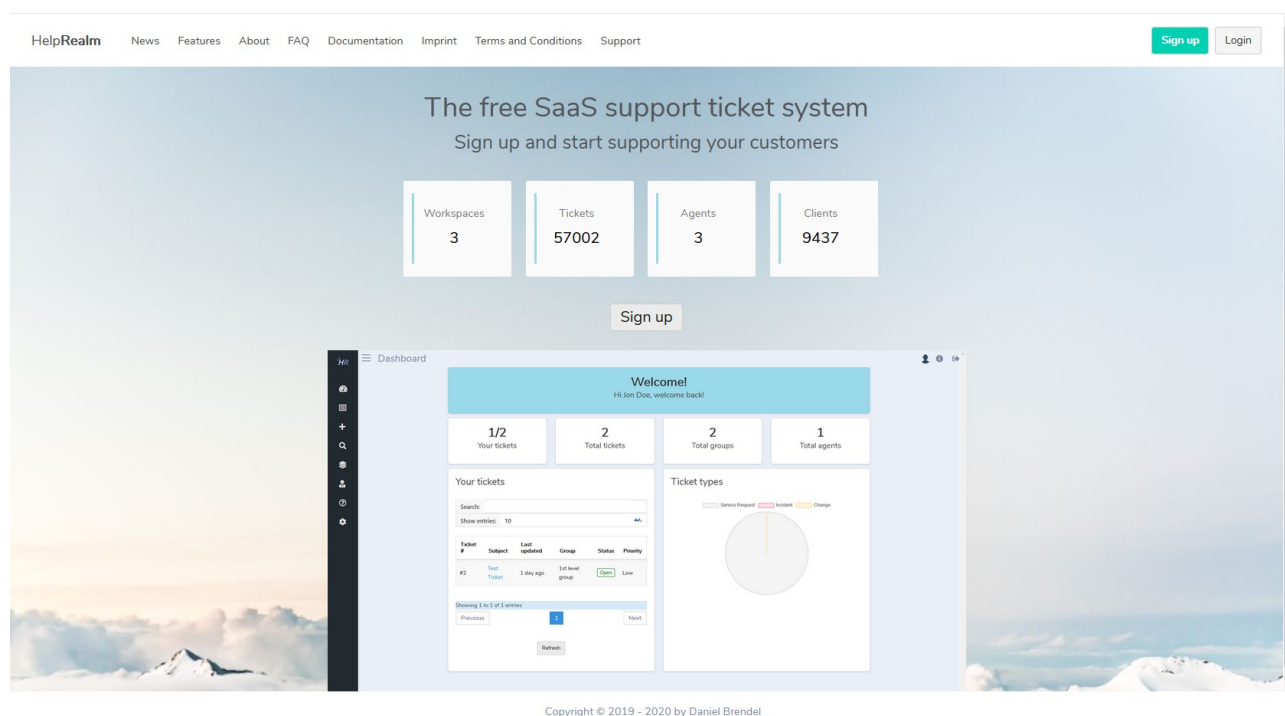 HelpRealm News Features About FAQ Documentation Imprint Terms and Conditions Support Sign up Login
The free SaaS support ticket system
Sign up and start supporting your customers
Workspaces Tickets Agents Clients
3 57002 3 9437
Sign up
HR Dashboard
Welcome!
Hi Jon Doe, welcome back!
1/2 2 2 1
Your tickets Total tickets Total groups Total agents
Your tickets Ticket types
Search:
Service Request Incident Change
Show entries: 10
Ticket # Subject Last updated Group Status Priority
#2 Test Ticket 1 day ago 1st level group Open Low
Showing 1 to 1 of 1 entries
Previous 1 Next
Refresh
Copyright © 2019 - 2020 by Daniel Brendel